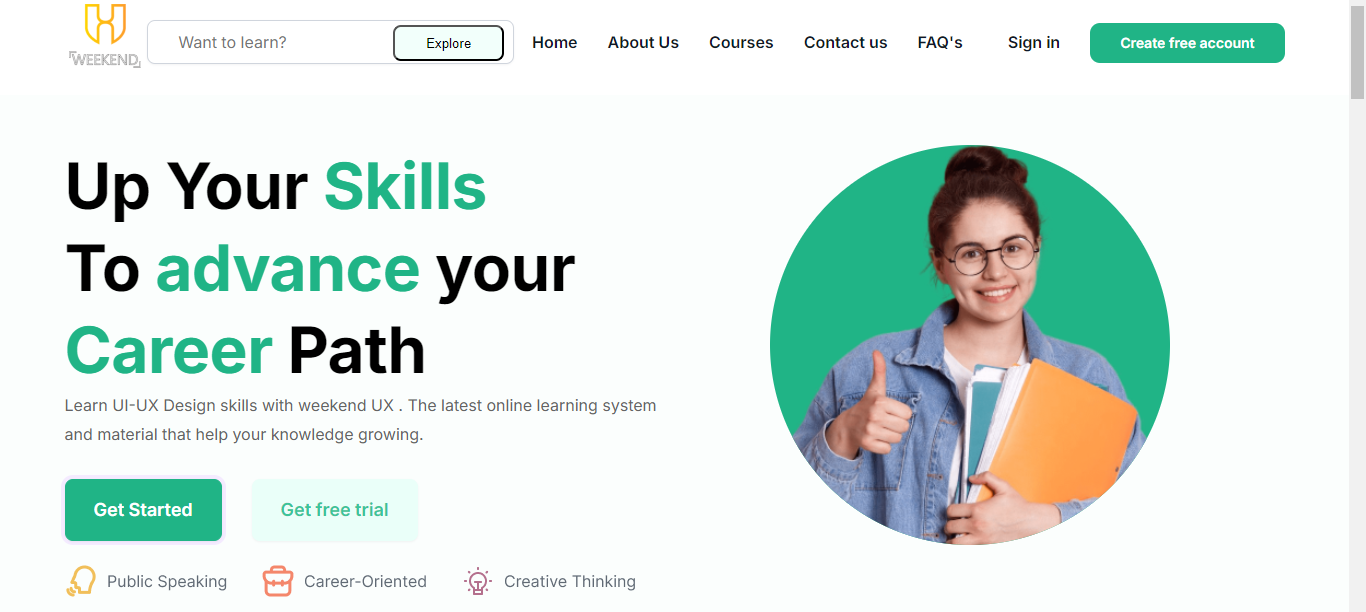 WEEKEND
Want to learn? Explore Home About Us Courses Contact us FAQ's Sign in Create free account
Up Your Skills
To advance your
Career Path
Learn UI-UX Design skills with weekend UX . The latest online learning system
and material that help your knowledge growing.
Get Started Get free trial
Public Speaking Career-Oriented Creative Thinking